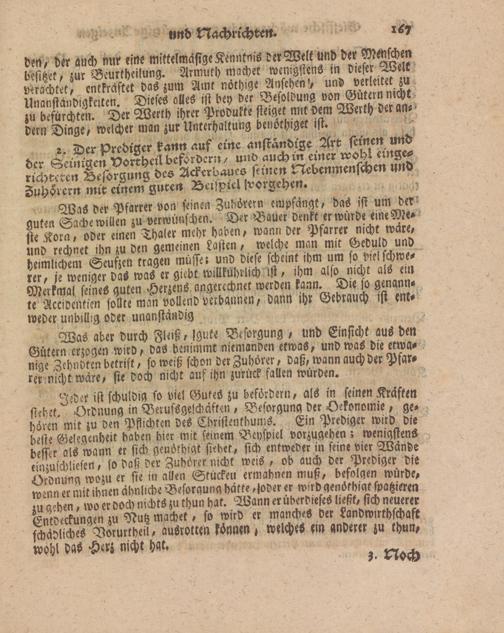 und Nachrichten. 167
den, der auch nur eine mittelmäsige Kenntnis der Welt und der Menschen
besitzet, zur Beurtheilung. Armuth machet wenigstens in dieser Welt
verachtet, entkräftet das zum Amt nöthige Ansehen, und verleitet zu
Unanständigkeiten. Dieses alles ist bey der Besoldung von Gütern nicht
zu befürchten. Der Werth ihrer Produkte steiget mit dem Werth der an-
dern Dinge, welcher man zur Unterhaltung benöthiget ist.
2. Der Prediger kann auf eine anständige Art seinen und
der Seinigen Vortheil befördern, und auch in einer wohl einge-
richteten Besorgung des Ackerbaues seinen Nebenmenschen und
Zuhörern mit einem guten Beyspiel vorgehen.
Was der Pfarrer von seinen Zuhörern empfängt, das ist um der
guten Sache willen zu verwünschen. Der Bauer denkt er würde eine Me-
ste Korn, oder einen Thaler mehr haben, wann der Pfarrer nicht wäre,
und rechnet ihn zu den gemeinen Lasten, welche man mit Geduld und
heimlichem Seufzen tragen müsse; und diese scheint ihm um so viel schwe-
rer, je weniger das was er giebt willkührlich ist, ihm also nicht als ein
Merkmal seines guten Herzens angerechnet werden kann. Die so genann-
te Accidentien sollte man vollend verbannen, dann ihr Gebrauch ist ent-
weder unbillig oder unanständig
Was aber durch Fleiß, gute Besorgung, und Einsicht aus den
Gütern erzogen wird, das benimmt niemanden etwas, und was die etwa-
nige Zehndten betrift, so weiß schon der Zuhörer, daß, wann auch der Pfar-
rer nicht wäre, sie doch nicht auf ihn zurück fallen würden.
Jeder ist schuldig so viel Gutes zu befördern, als in seinen Kräften
stehet. Ordnung in Berufsgeschäften, Besorgung der Oekonomie, ge-
hören mit zu den Pflichten des Christenthums. Ein Prediger wird die
beste Gelegenheit haben hier mit seinem Beyspiel vorzugehen; wenigstens
besser als wann er sich genöthigt siehet, sich entweder in seine vier Wände
einzuschliesen, so daß der Zuhörer nicht weis, ob auch der Prediger die
Ordnung wozu er sie in allen Stücken ermahnen muß, befolgen würde,
wenn er mit ihnen ähnliche Besorgung hätte, oder er wird genöthigt spatzieren
zu gehen, wo er doch nichts zu thun hat. Wann er überdieses ließt, sich neuerer
Entdeckungen zu Nutz machet, so wird er manches der Landwirthschaft
schädliches Vorurtheil, ausrotten können, welches ein anderer zu thun,
wohl das Herz nicht hat.
3. Noch